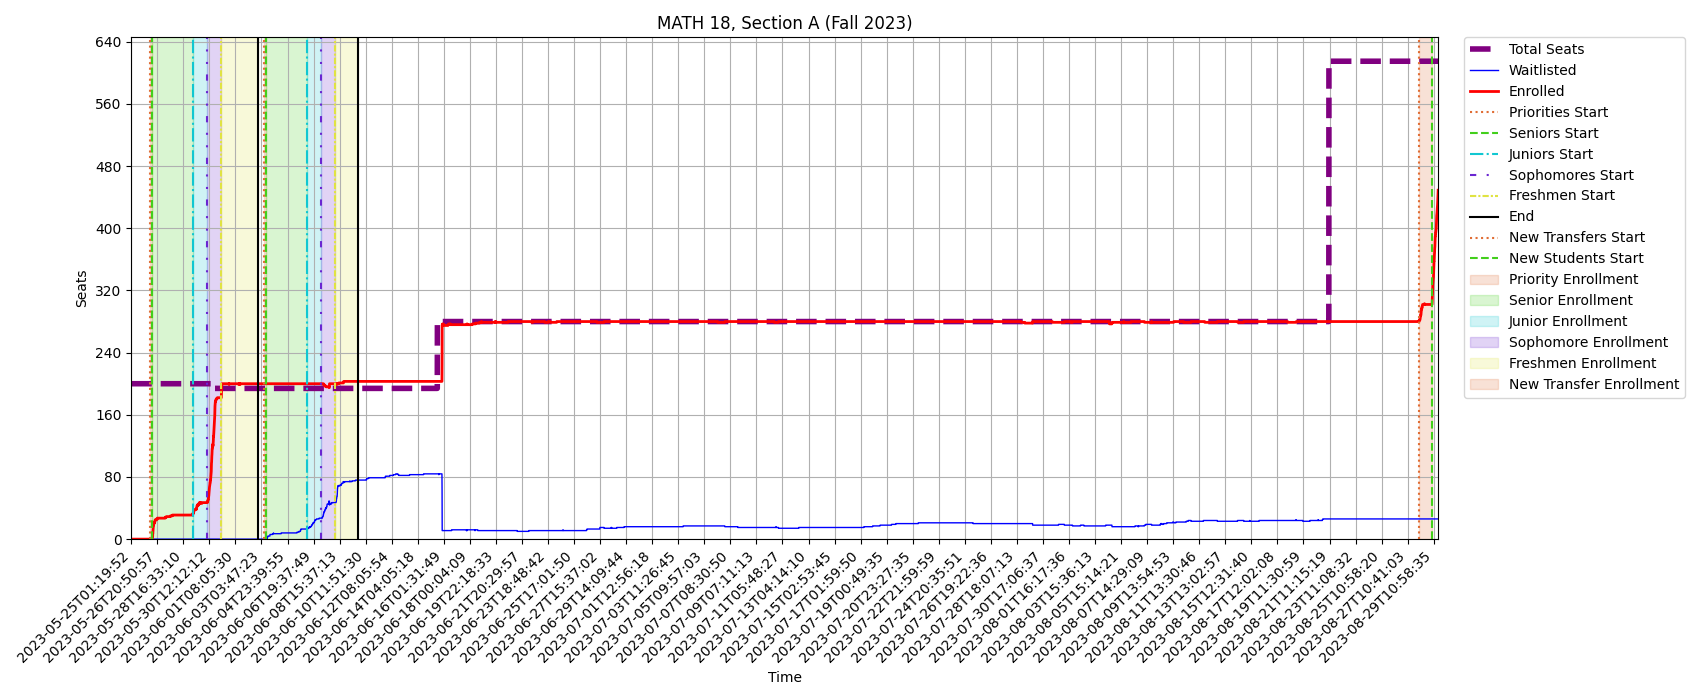 MATH 18, Section A (Fall 2023)
640
560
480
400
320
240
160
80
0
Seats
2023-05-25T01:19:52
2023-05-26T20:50:57
2023-05-28T16:33:10
2023-05-30T12:12:12
2023-06-01T08:05:30
2023-06-03T03:47:23
2023-06-04T23:39:55
2023-06-06T19:37:49
2023-06-08T15:37:13
2023-06-10T11:51:30
2023-06-12T08:05:54
2023-06-14T04:05:18
2023-06-16T01:31:49
2023-06-18T00:04:09
2023-06-19T22:18:33
2023-06-21T20:29:57
2023-06-23T18:48:42
2023-06-25T17:01:50
2023-06-27T15:37:02
2023-06-29T14:09:44
2023-07-01T12:56:18
2023-07-03T11:26:45
2023-07-05T09:57:03
2023-07-07T08:30:50
2023-07-09T07:11:13
2023-07-11T05:48:27
2023-07-13T04:14:10
2023-07-15T02:53:45
2023-07-17T01:59:50
2023-07-19T00:49:35
2023-07-20T23:27:35
2023-07-22T21:59:59
2023-07-24T20:35:51
2023-07-26T19:22:36
2023-07-28T18:07:13
2023-07-30T17:06:37
2023-08-01T16:17:36
2023-08-03T15:36:13
2023-08-05T15:14:21
2023-08-07T14:29:09
2023-08-09T13:54:53
2023-08-11T13:30:46
2023-08-13T13:02:57
2023-08-15T12:31:40
2023-08-17T12:02:08
2023-08-19T11:30:59
2023-08-21T11:15:19
2023-08-23T11:08:32
2023-08-25T10:58:20
2023-08-27T10:41:03
2023-08-29T10:58:35
Time
Total Seats
Waitlisted
Enrolled
Priorities Start
Seniors Start
Juniors Start
Sophomores Start
Freshmen Start
End
New Transfers Start
New Students Start
Priority Enrollment
Senior Enrollment
Junior Enrollment
Sophomore Enrollment
Freshmen Enrollment
New Transfer Enrollment